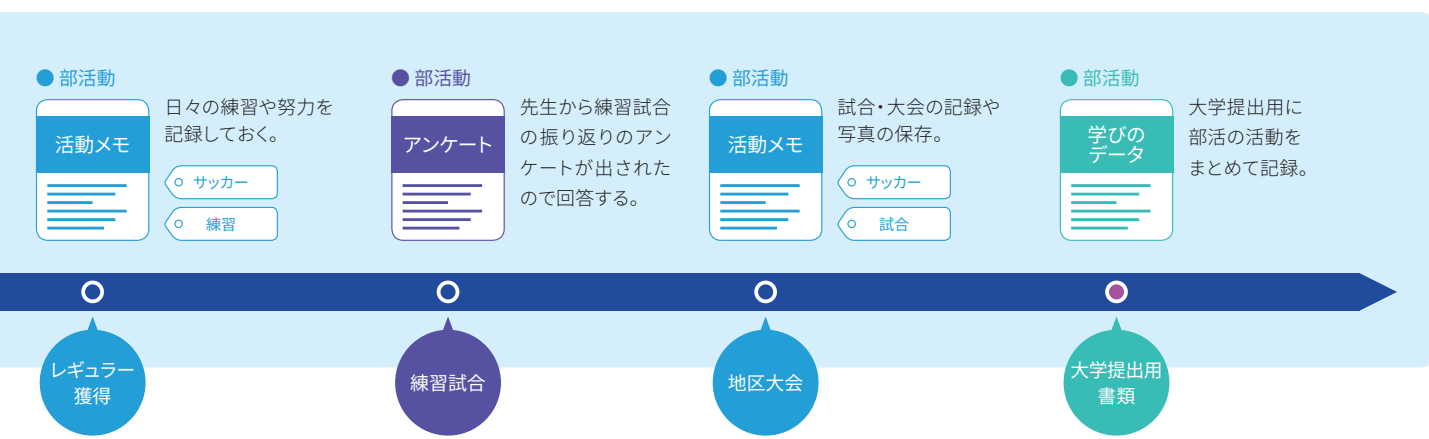 部活動
活動メモ
日々の練習や努力を
記録しておく。
サッカー
練習
部活動
アンケート
先生から練習試合
の振り返りのアン
ケートが出された
ので回答する。
部活動
活動メモ
試合・大会の記録や
写真の保存。
サッカー
試合
部活動
学びの
データ
大学提出用に
部活の活動を
まとめて記録。
レギュラー
獲得
練習試合
地区大会
大学提出用
書類